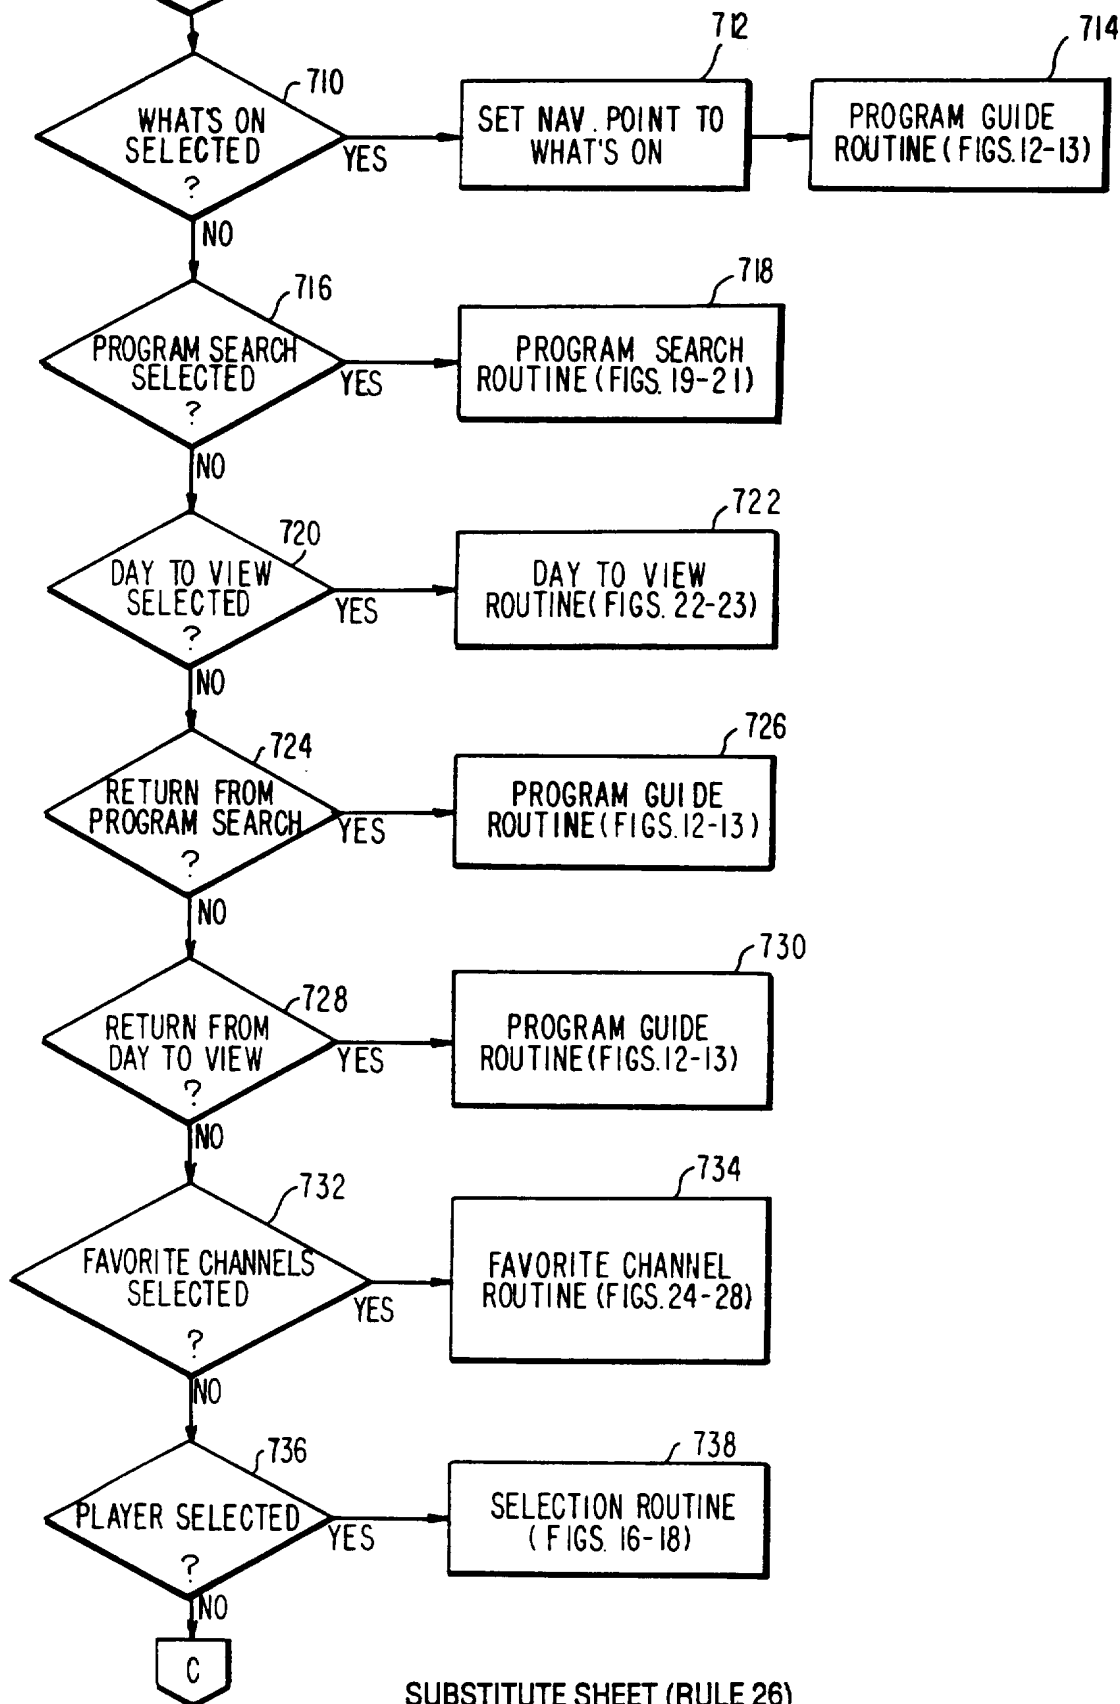 712
714
710
WHAT'S ON
SELECTED
?
YES
SET NAV. POINT TO
WHAT'S ON
PROGRAM GUIDE
ROUTINE (FIGS. 12-13)
NO
716
718
PROGRAM SEARCH
SELECTED
?
YES
PROGRAM SEARCH
ROUTINE (FIGS. 19-21)
NO
720
722
DAY TO VIEW
SELECTED
?
YES
DAY TO VIEW
ROUTINE (FIGS. 22-23)
NO
724
726
RETURN FROM
PROGRAM SEARCH
?
YES
PROGRAM GUIDE
ROUTINE (FIGS. 12-13)
NO
728
730
RETURN FROM
DAY TO VIEW
?
YES
PROGRAM GUIDE
ROUTINE (FIGS. 12-13)
NO
732
734
FAVORITE CHANNELS
SELECTED
?
YES
FAVORITE CHANNEL
ROUTINE (FIGS. 24-28)
NO
736
738
PLAYER SELECTED
?
YES
SELECTION ROUTINE
(FIGS. 16-18)
NO
C
SUBSTITUTE SHEET (RULE 26)